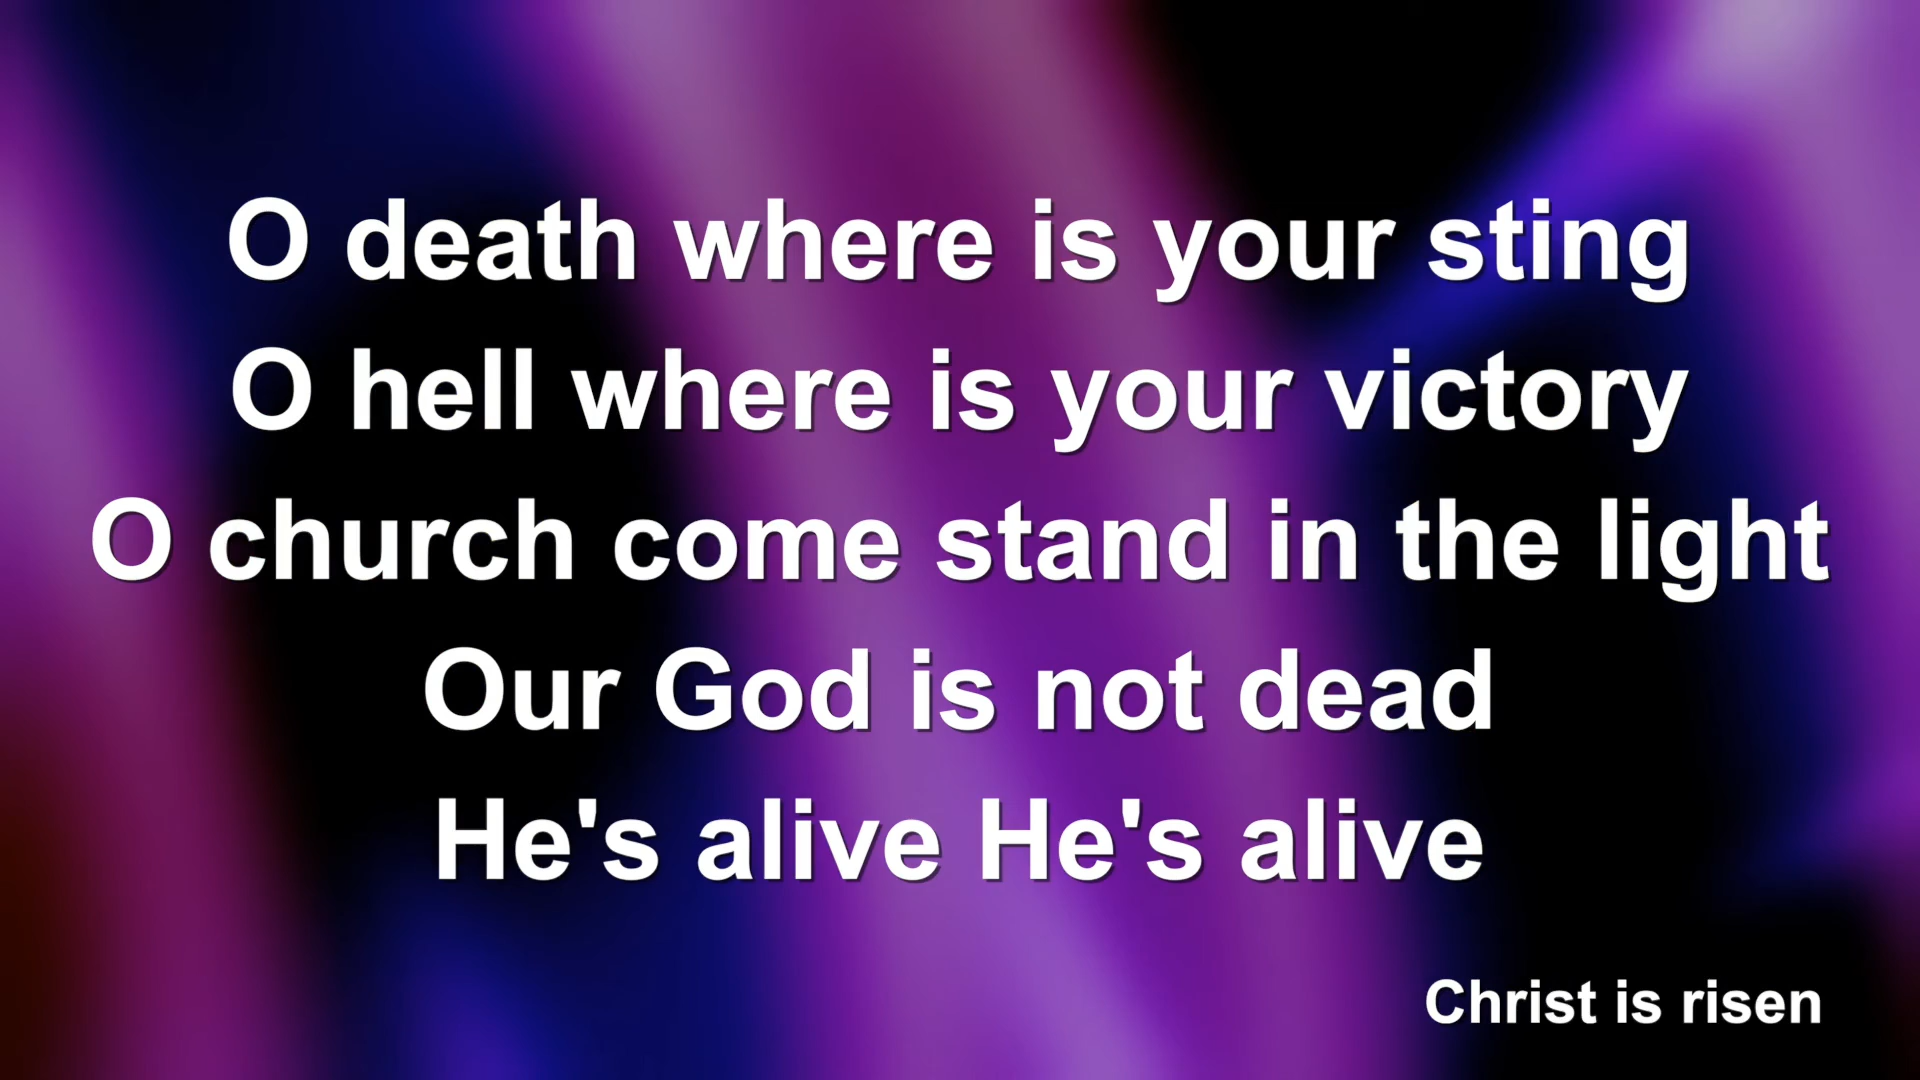 O death where is your sting
O hell where is your victory
O church come stand in the light
Our God is not dead
He's alive He's alive
Christ is risen